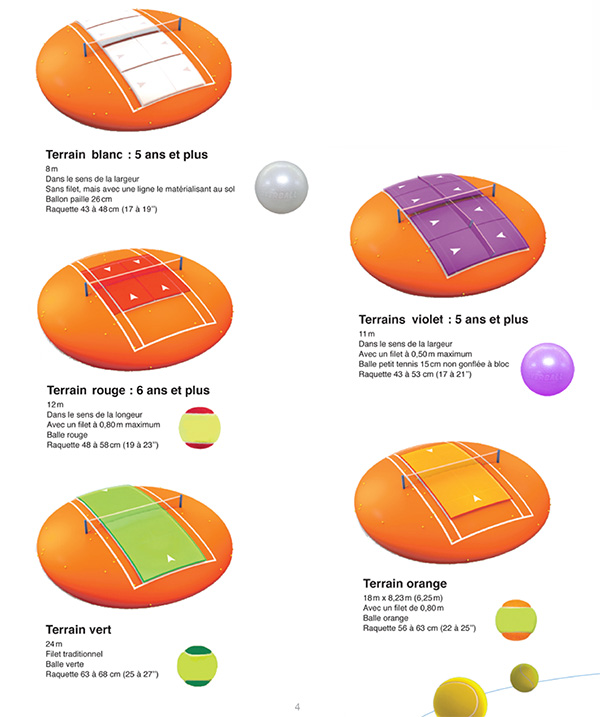 Terrain blanc : 5 ans et plus
8 m
Dans le sens de la largeur
Sans filet, mais avec une ligne le matérialisant au sol
Ballon paille 26 cm
Raquette 43 à 48 cm (17 à 19’’)
Terrains violet : 5 ans et plus
11 m
Dans le sens de la largeur
Avec un filet à 0,50 m maximum
Balle petit tennis 15 cm non gonflée à bloc
Raquette 43 à 53 cm (17 à 21’’)
Terrain rouge : 6 ans et plus
12 m
Dans le sens de la longeur
Avec un filet à 0,80 m maximum
Balle rouge
Raquette 48 à 58 cm (19 à 23’’)
Terrain orange
18 m x 8,23 m (6,25 m)
Avec un filet de 0,80 m
Balle orange
Raquette 56 à 63 cm (22 à 25’’)
Terrain vert
24 m
Filet traditionnel
Balle verte
Raquette 63 à 68 cm (25 à 27’’)
4